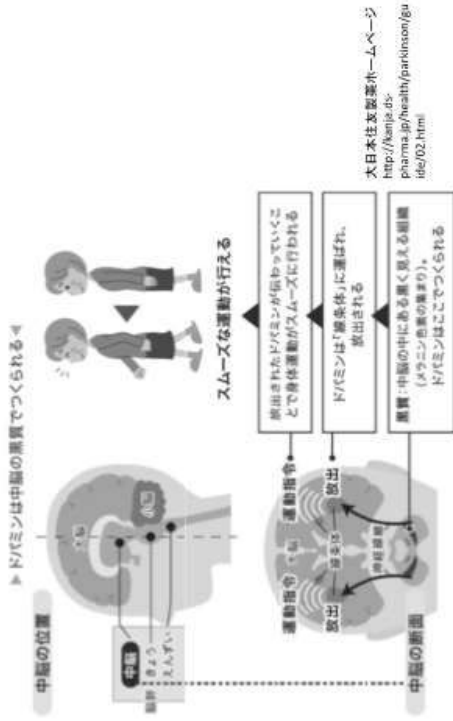 ▶ドパミンは中脳の黒質でつくられる◀
中脳の位置
大脳
小脳
中脳
脳幹
きょう
えんずい
スムーズな運動が行える
中脳の断面
運動指令
大脳
運動指令
線条体
放出
放出
神経線維
放出されたドパミンが伝わっていくこ
とで身体運動がスムーズに行われる
ドパミンは「線条体」に運ばれ、
放出される
黒質：中脳の中にある黒く見える組織
（メラニン色素の集まり）。
ドパミンはここでつくられる
大日本住友製薬ホームページ
http://kanja.ds-
pharma.jp/health/parkinson/gu
ide/02.html